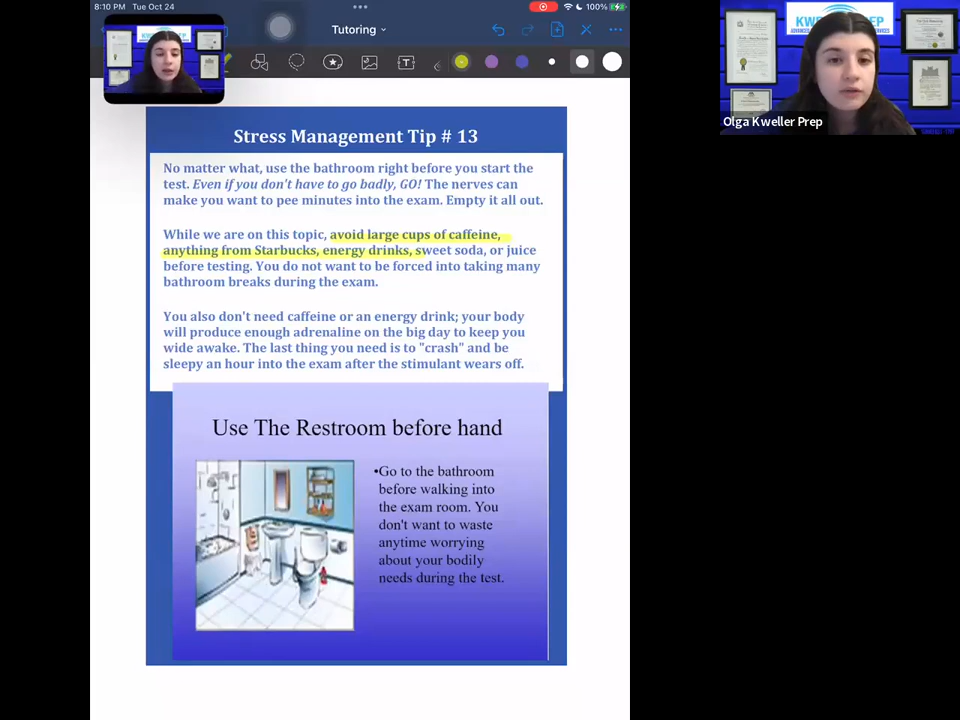 8:10 PM Tue Oct 24
100%
Tutoring
Stress Management Tip # 13
No matter what, use the bathroom right before you start the
test. Even if you don't have to go badly, GO! The nerves can
make you want to pee minutes into the exam. Empty it all out.
While we are on this topic, avoid large cups of caffeine,
anything from Starbucks, energy drinks, sweet soda, or juice
before testing. You do not want to be forced into taking many
bathroom breaks during the exam.
You also don't need caffeine or an energy drink; your body
will produce enough adrenaline on the big day to keep you
wide awake. The last thing you need is to "crash" and be
sleepy an hour into the exam after the stimulant wears off.
Use The Restroom before hand
•Go to the bathroom
before walking into
the exam room. You
don't want to waste
anytime worrying
about your bodily
needs during the test.
Olga Kweller Prep